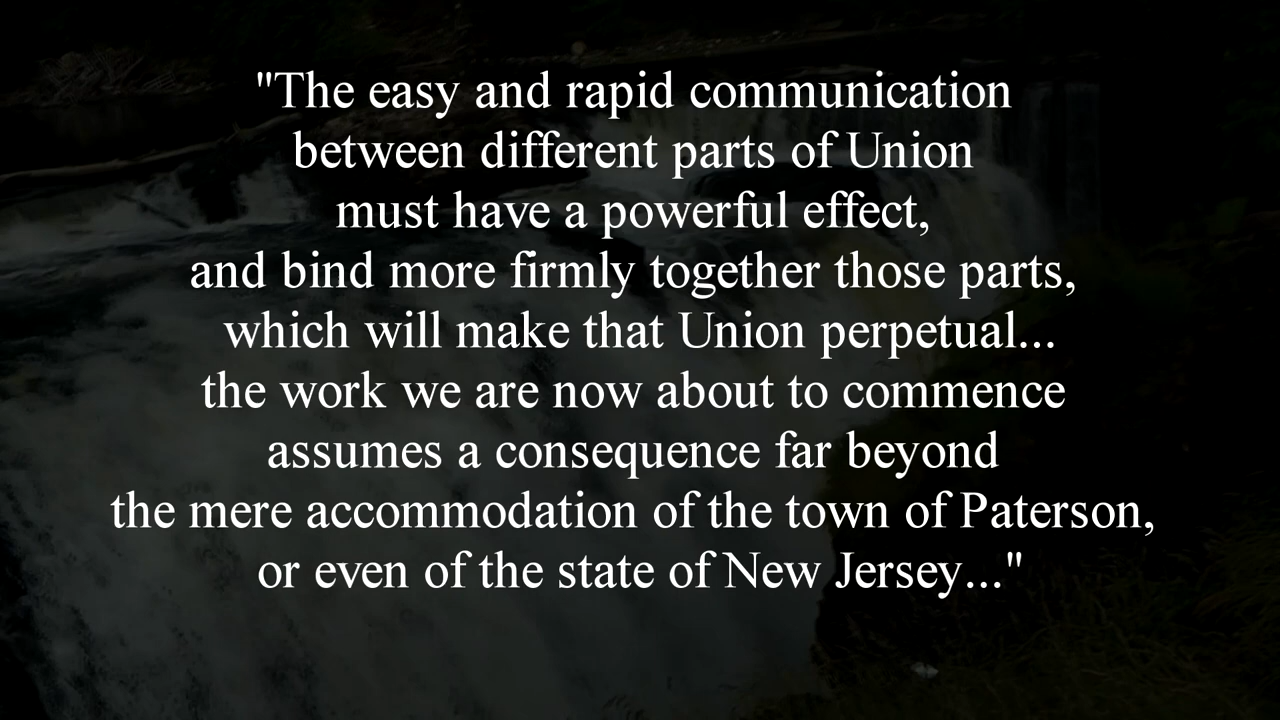 "The easy and rapid communication
between different parts of Union
must have a powerful effect,
and bind more firmly together those parts,
which will make that Union perpetual...
the work we are now about to commence
assumes a consequence far beyond
the mere accommodation of the town of Paterson,
or even of the state of New Jersey..."